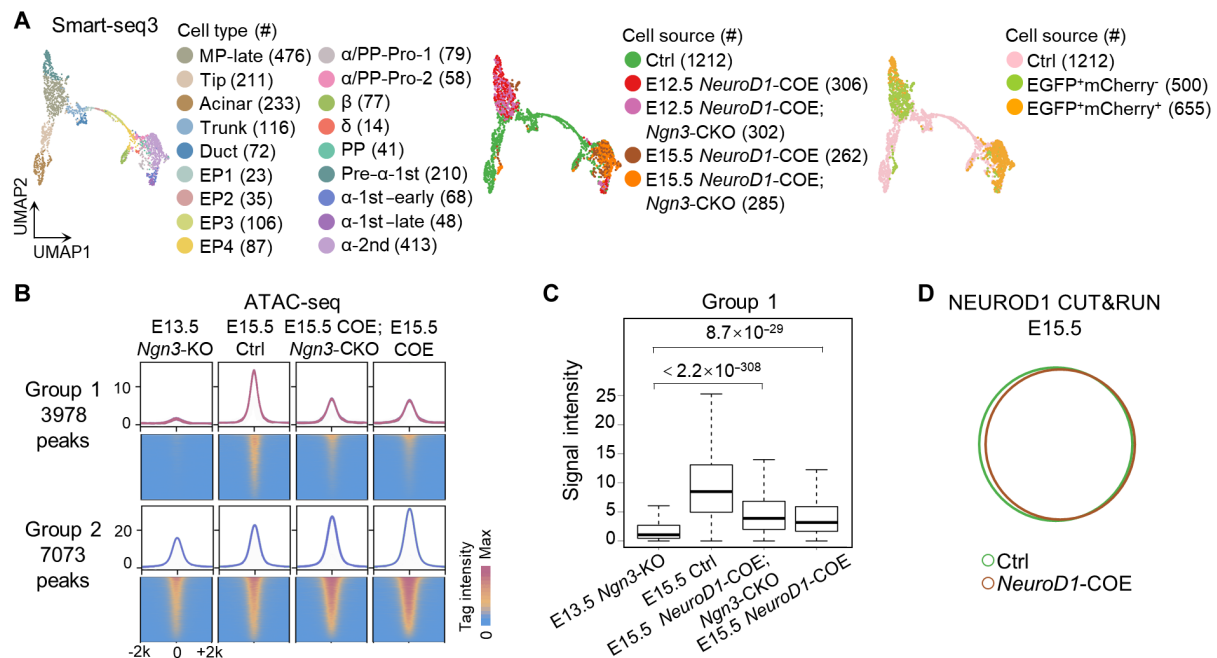 A
Smart-seq3
Cell type (#)
MP-late (476)
Tip (211)
Acinar (233)
Trunk (116)
Duct (72)
EP1 (23)
EP2 (35)
EP3 (106)
EP4 (87)
α/PP-Pro-1 (79)
α/PP-Pro-2 (58)
β (77)
δ (14)
PP (41)
Pre-α-1st (210)
α-1st–early (68)
α-1st–late (48)
α-2nd (413)
UMAP2
UMAP1
Cell source (#)
Ctrl (1212)
E12.5 NeuroD1-COE (306)
E12.5 NeuroD1-COE;
Ngn3-CKO (302)
E15.5 NeuroD1-COE (262)
E15.5 NeuroD1-COE;
Ngn3-CKO (285)
Cell source (#)
Ctrl (1212)
EGFP⁺mCherry⁻ (500)
EGFP⁺mCherry⁺ (655)
B
ATAC-seq
E13.5
Ngn3-KO
E15.5
Ctrl
E15.5 COE;
Ngn3-CKO
E15.5
COE
Group 1
3978
peaks
10
0
Group 2
7073
peaks
20
0
-2k 0 +2k
Tag intensity
0 Max
C
Group 1
8.7×10⁻²⁹
< 2.2×10⁻³⁰⁸
Signal intensity
25
20
15
10
5
0
E13.5 Ngn3-KO
E15.5 Ctrl
E15.5 NeuroD1-COE;
Ngn3-CKO
E15.5 NeuroD1-COE
D
NEUROD1 CUT&RUN
E15.5
Ctrl
NeuroD1-COE